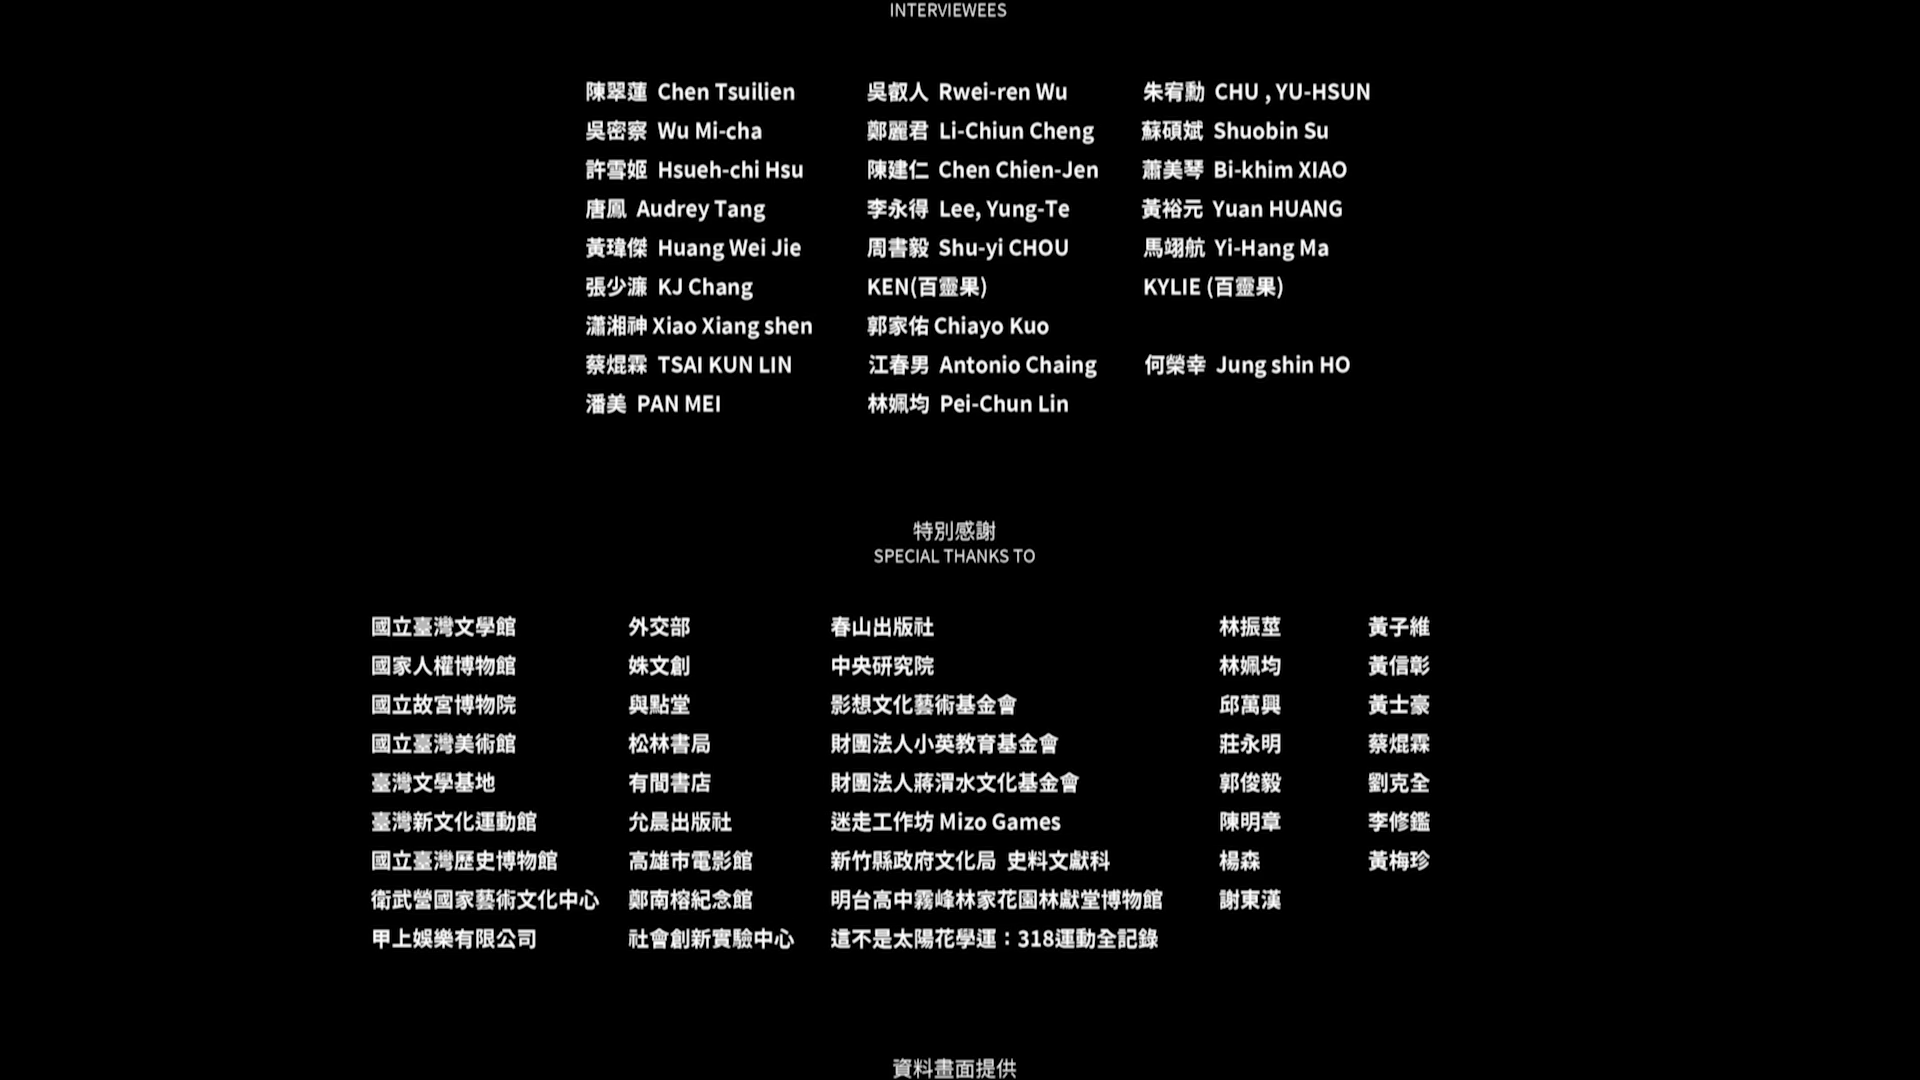 INTERVIEWEES
陳翠蓮 Chen Tsuilien 吳叡人 Rwei-ren Wu 朱宥勳 CHU , YU-HSUN
吳密察 Wu Mi-cha 鄭麗君 Li-Chiun Cheng 蘇碩斌 Shuobin Su
許雪姬 Hsueh-chi Hsu 陳建仁 Chen Chien-Jen 蕭美琴 Bi-khim XIAO
唐鳳 Audrey Tang 李永得 Lee, Yung-Te 黃裕元 Yuan HUANG
黃瑋傑 Huang Wei Jie 周書毅 Shu-yi CHOU 馬翊航 Yi-Hang Ma
張少濂 KJ Chang KEN(百靈果) KYLIE (百靈果)
瀟湘神 Xiao Xiang shen 郭家佑 Chiayo Kuo
蔡焜霖 TSAI KUN LIN 江春男 Antonio Chaing 何榮幸 Jung shin HO
潘美 PAN MEI 林姵均 Pei-Chun Lin
特別感謝
SPECIAL THANKS TO
國立臺灣文學館 外交部 春山出版社 林振莖 黃子維
國家人權博物館 姝文創 中央研究院 林姵均 黃信彰
國立故宮博物院 與點堂 影想文化藝術基金會 邱萬興 黃士豪
國立臺灣美術館 松林書局 財團法人小英教育基金會 莊永明 蔡焜霖
臺灣文學基地 有間書店 財團法人蔣渭水文化基金會 郭俊毅 劉克全
臺灣新文化運動館 允晨出版社 迷走工作坊 Mizo Games 陳明章 李修鑑
國立臺灣歷史博物館 高雄市電影館 新竹縣政府文化局 史料文獻科 楊森 黃梅珍
衛武營國家藝術文化中心 鄭南榕紀念館 明台高中霧峰林家花園林獻堂博物館 謝東漢
甲上娛樂有限公司 社會創新實驗中心 這不是太陽花學運：318運動全記錄
資料畫面提供